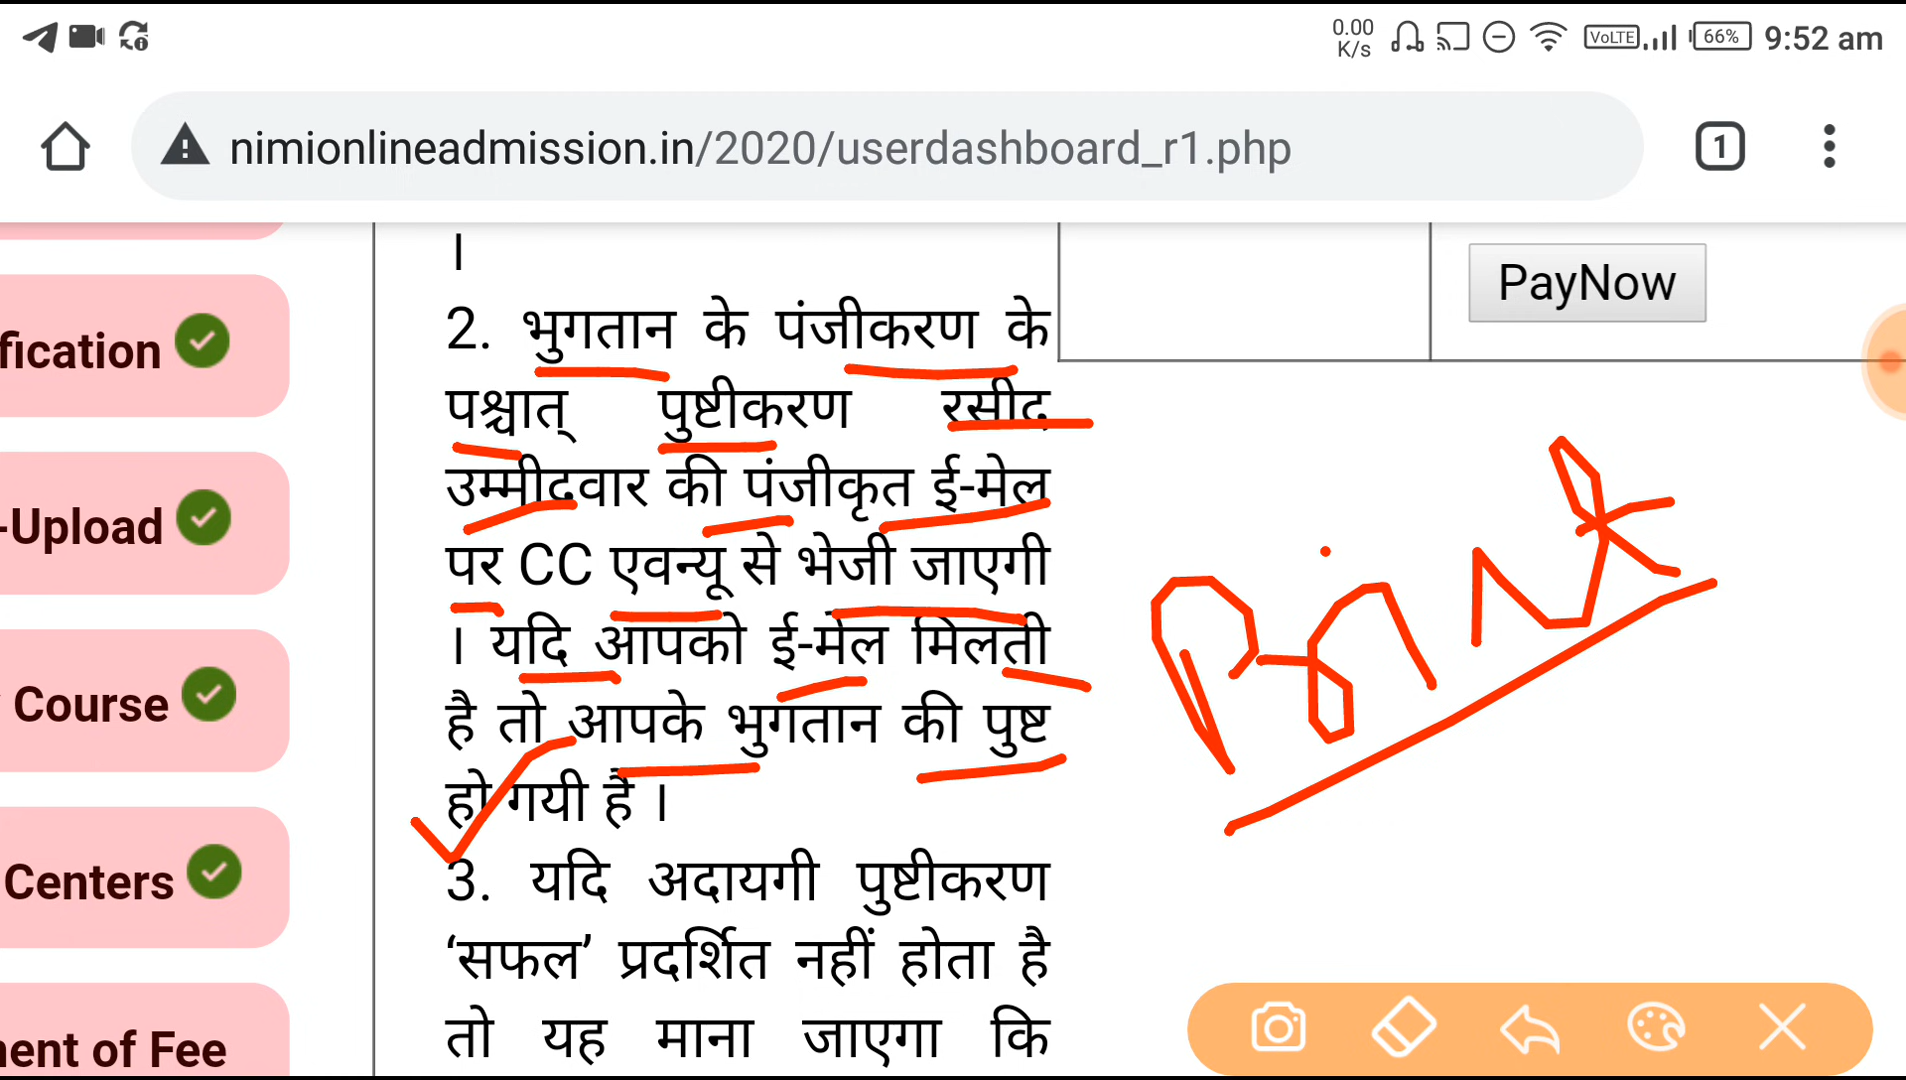 0.00
K/s
VoLTE
66%
9:52 am
nimionlineadmission.in/2020/userdashboard_r1.php
1
।
PayNow
2. भुगतान के पंजीकरण के
पश्चात् पुष्टीकरण रसीद
उम्मीदवार की पंजीकृत ई-मेल
पर CC एवन्यू से भेजी जाएगी
। यदि आपको ई-मेल मिलती
है तो आपके भुगतान की पुष्ट
हो गयी है ।
3. यदि अदायगी पुष्टीकरण
‘सफल’ प्रदर्शित नहीं होता है
तो यह माना जाएगा कि
fication
-Upload
Course
Centers
ent of Fee
Print